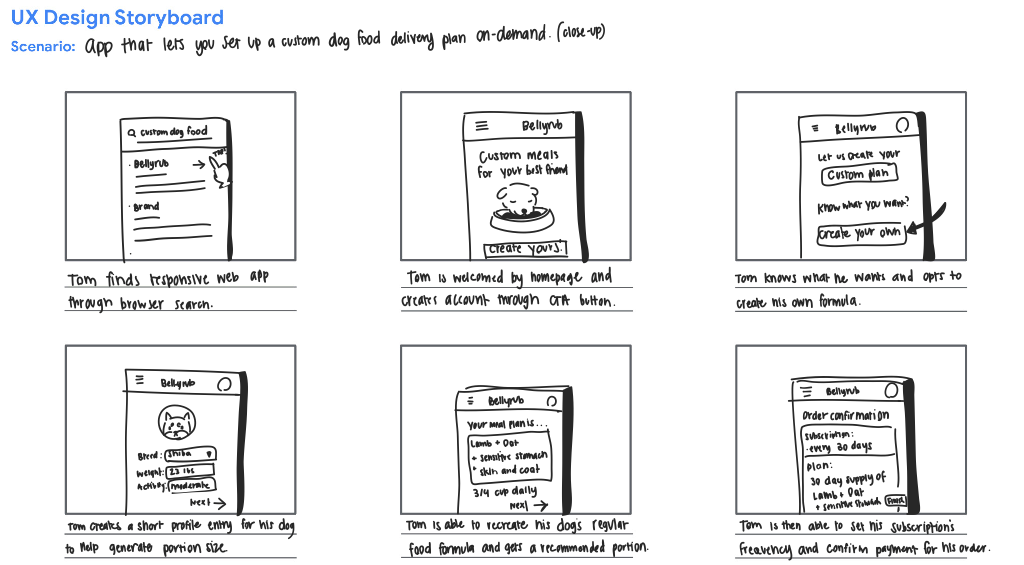 UX Design Storyboard
Scenario: App that lets you set up a custom dog food delivery plan on-demand. (close-up)
custom dog food
Bellyrub
Brand
Tom finds responsive web app
through browser search.
Bellyrub
Custom meals
for your best friend
Create yours!
Tom is welcomed by homepage and
creates account through CTA button.
Bellyrub
Let us create your
Custom plan
Know what you want?
Create your own
Tom knows what he wants and opts to
create his own formula.
Bellyrub
Breed: Shiba
Weight: 23 lbs
Activity: moderate
Next
Tom creates a short profile entry for his dog
to help generate portion size
Bellyrub
Your meal plan is...
Lamb + Oat
+ sensitive stomach
* skin and coat
3/4 cup daily
Next
Tom is able to recreate his dog's regular
food formula and gets a recommended portion.
Bellyrub
Order confirmation
Subscription:
every 30 days
Plan:
30 day supply of
Lamb + Oat
+ sensitive stomach
Tom is then able to set his subscription's
frequency and confirm payment for his order.